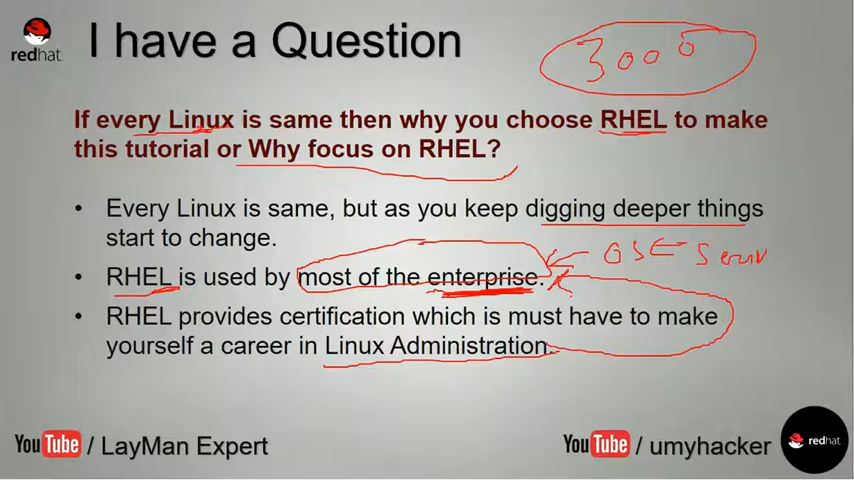 redhat.
I have a Question
3000
If every Linux is same then why you choose RHEL to make
this tutorial or Why focus on RHEL?
• Every Linux is same, but as you keep digging deeper things
start to change.
OS
• RHEL is used by most of the enterprise.
• RHEL provides certification which is must have to make
yourself a career in Linux Administration.
YouTube / LayMan Expert
YouTube / umyhacker
redhat